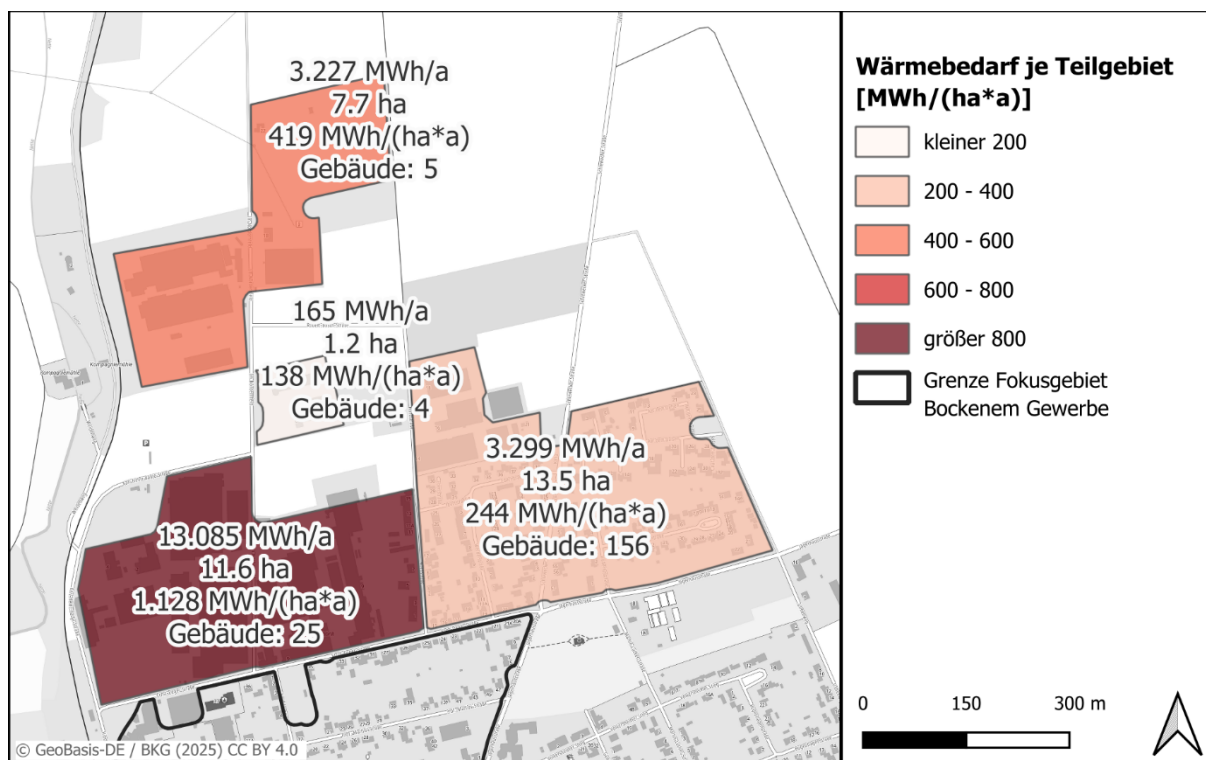 3.227 MWh/a
7.7 ha
419 MWh/(ha*a)
Gebäude: 5
165 MWh/a
1.2 ha
138 MWh/(ha*a)
Gebäude: 4
3.299 MWh/a
13.5 ha
244 MWh/(ha*a)
Gebäude: 156
13.085 MWh/a
11.6 ha
1.128 MWh/(ha*a)
Gebäude: 25
© GeoBasis-DE / BKG (2025) CC BY 4.0
Wärmebedarf je Teilgebiet
[MWh/(ha*a)]
kleiner 200
200 - 400
400 - 600
600 - 800
größer 800
Grenze Fokusgebiet
Bockenem Gewerbe
0 150 300 m